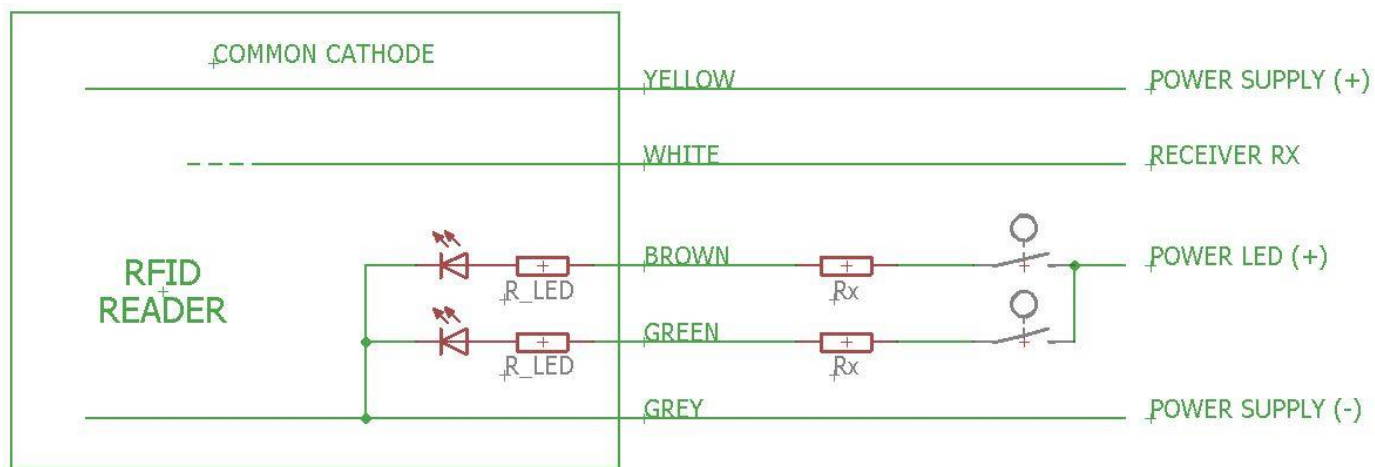 COMMON CATHODE
YELLOW
POWER SUPPLY (+)
WHITE
RECEIVER RX
BROWN
POWER LED (+)
RFID
READER
R_LED
Rx
GREEN
R_LED
Rx
GREY
POWER SUPPLY (-)